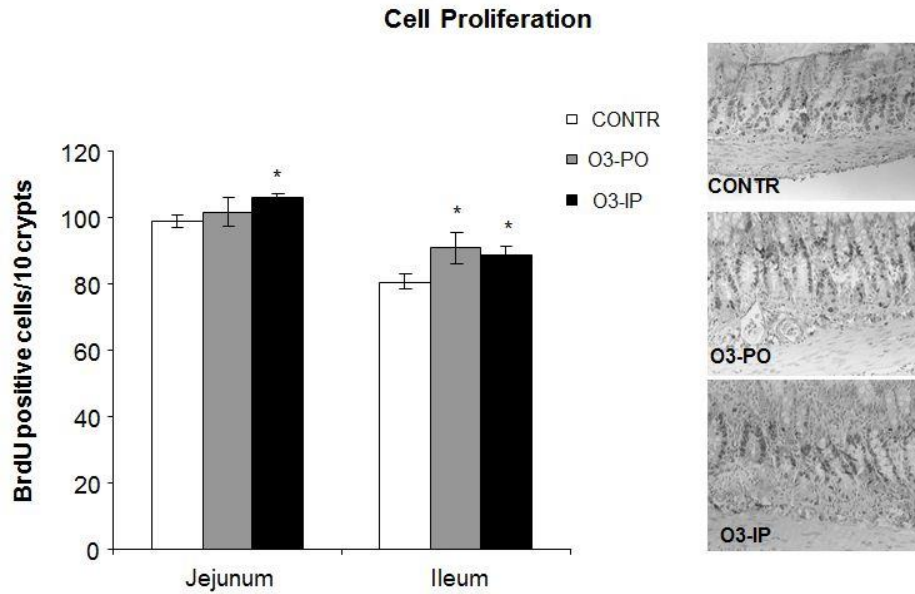 Cell Proliferation
CONTR
O3-PO
O3-IP
BrdU positive cells/10 crypts
120
100
80
60
40
20
0
*
*
*
Jejunum
Ileum
CONTR
O3-PO
O3-IP